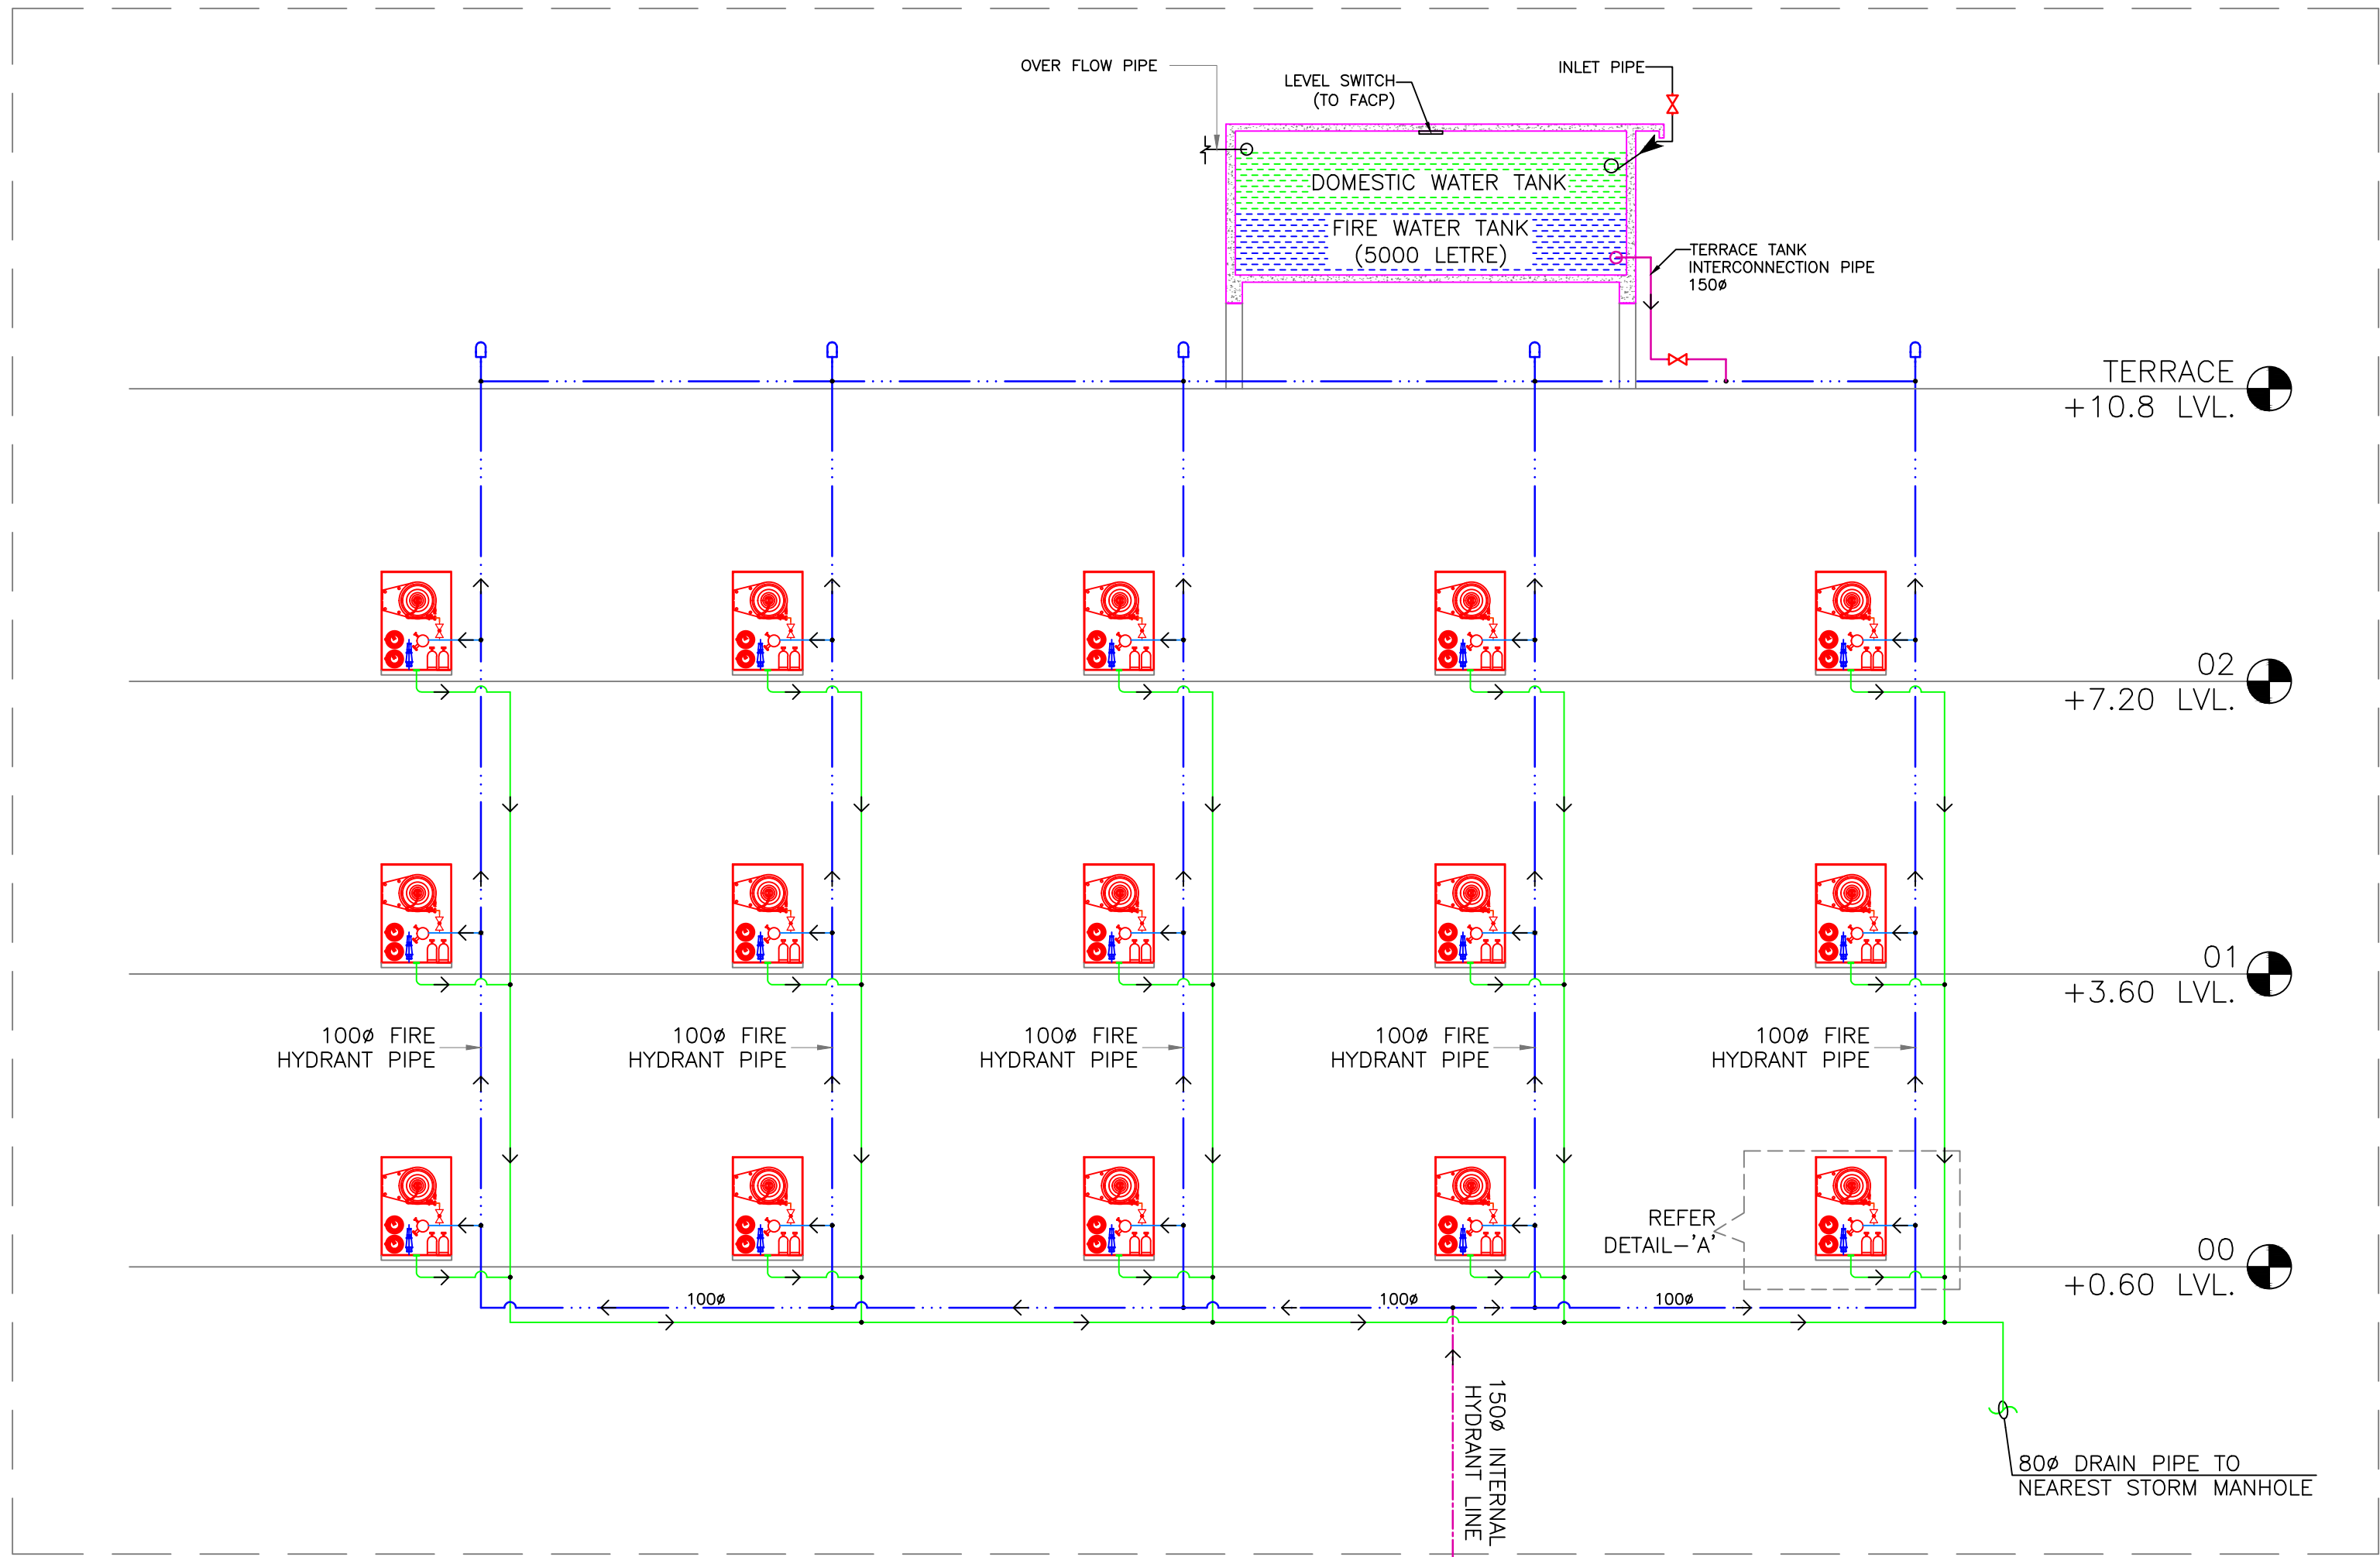 OVER FLOW PIPE
LEVEL SWITCH
(TO FACP)
INLET PIPE
DOMESTIC WATER TANK
FIRE WATER TANK
(5000 LETRE)
TERRACE TANK
INTERCONNECTION PIPE
150ø
TERRACE
+10.8 LVL.
02
+7.20 LVL.
01
+3.60 LVL.
100ø FIRE
HYDRANT PIPE
100ø FIRE
HYDRANT PIPE
100ø FIRE
HYDRANT PIPE
100ø FIRE
HYDRANT PIPE
100ø FIRE
HYDRANT PIPE
REFER
DETAIL-'A'
00
+0.60 LVL.
100ø
100ø
100ø
150ø INTERNAL
HYDRANT LINE
80ø DRAIN PIPE TO
NEAREST STORM MANHOLE